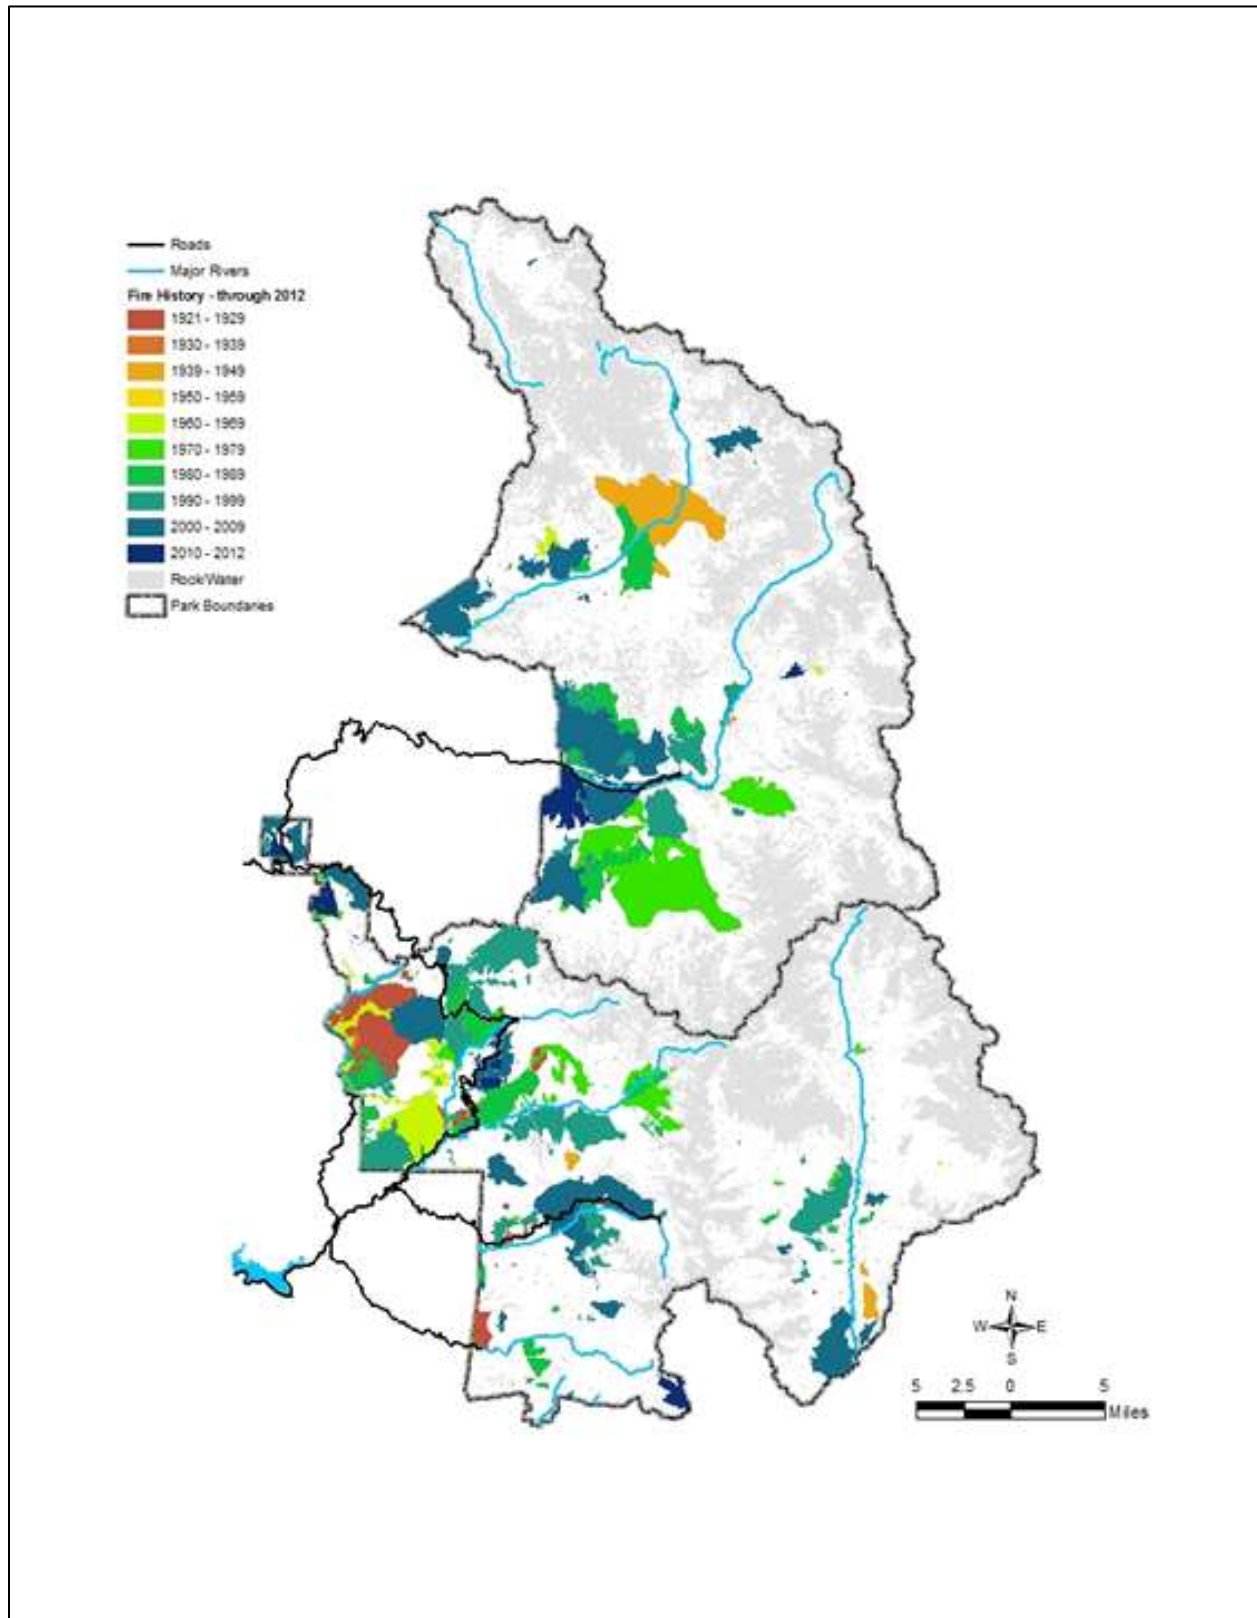 Roads
Major Rivers
Fire History - through 2012
1921 - 1929
1930 - 1939
1939 - 1949
1950 - 1959
1960 - 1969
1970 - 1979
1980 - 1989
1990 - 1999
2000 - 2009
2010 - 2012
Rock/Water
Park Boundaries
N
W E
S
5 2.5 0 5
Miles